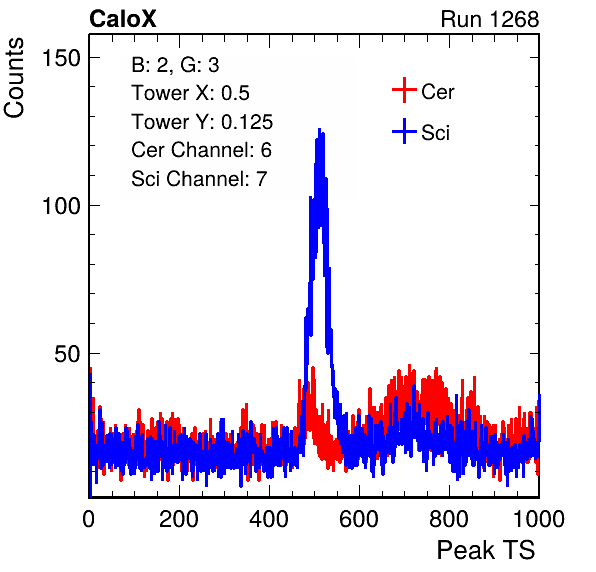 CaloX Run 1268
Counts
150
100
50
B: 2, G: 3
Tower X: 0.5
Tower Y: 0.125
Cer Channel: 6
Sci Channel: 7
Cer
Sci
0 200 400 600 800 1000
Peak TS